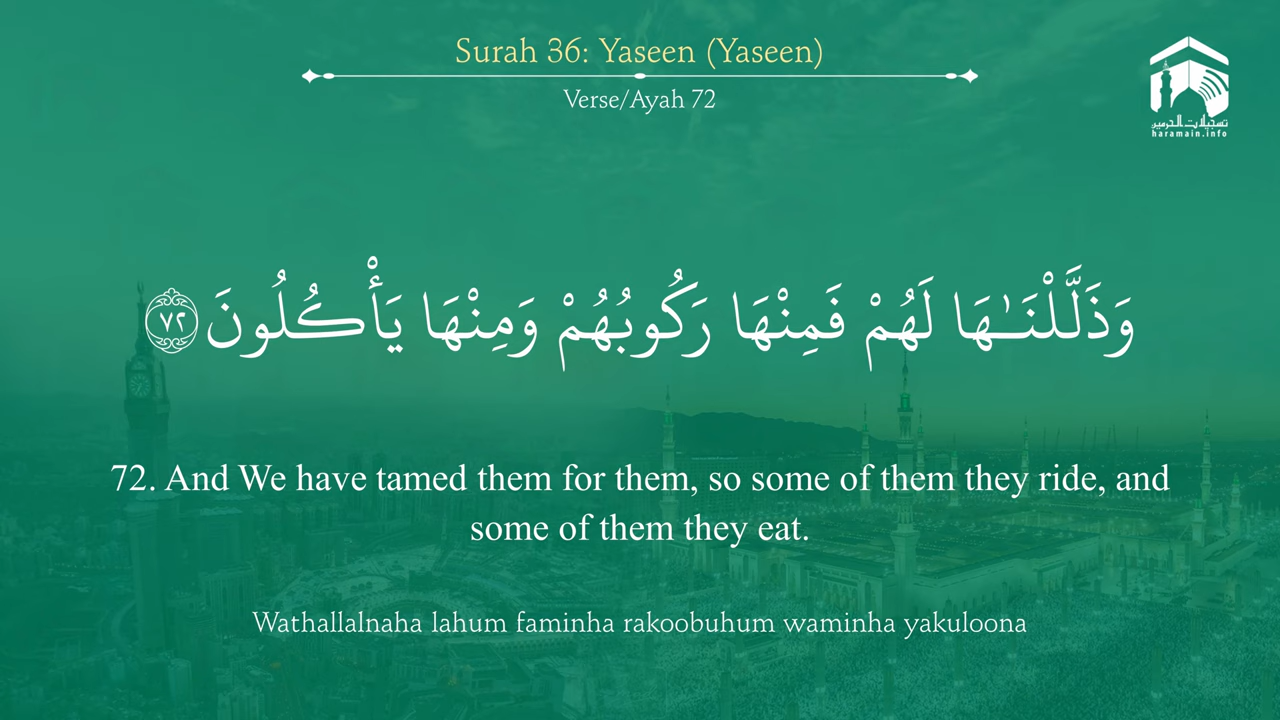 Surah 36: Yaseen (Yaseen)
Verse/Ayah 72
تسجيلات الحرمين
haramain.info
وَذَلَّلْنَـٰهَا لَهُمْ فَمِنْهَا رَكُوبُهُمْ وَمِنْهَا يَأْكُلُونَ ٧٢
72. And We have tamed them for them, so some of them they ride, and
some of them they eat.
Wathallalnaha lahum faminha rakoobuhum waminha yakuloona